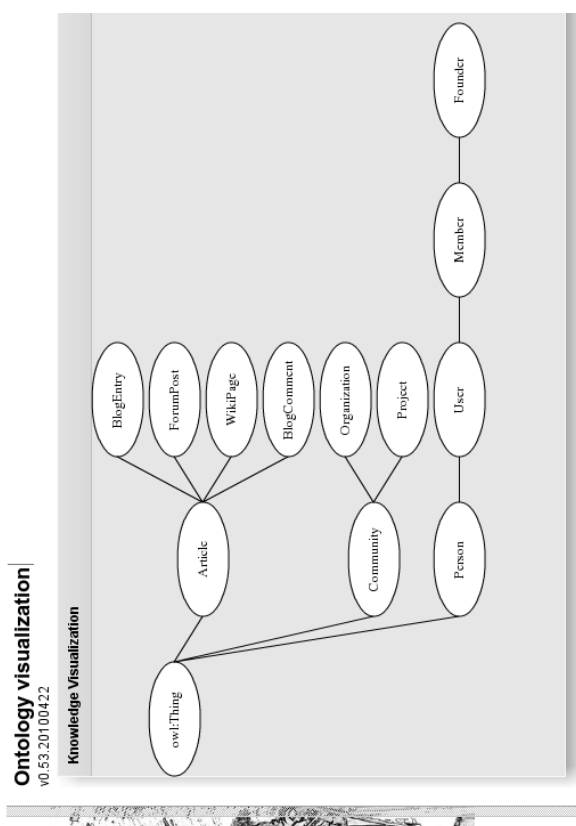 Ontology visualization
v0.53.20100422
Knowledge Visualization
owl:Thing
Article
Community
Person
BlogEntry
ForumPost
WikiPage
BlogComment
Organization
Project
User
Member
Founder